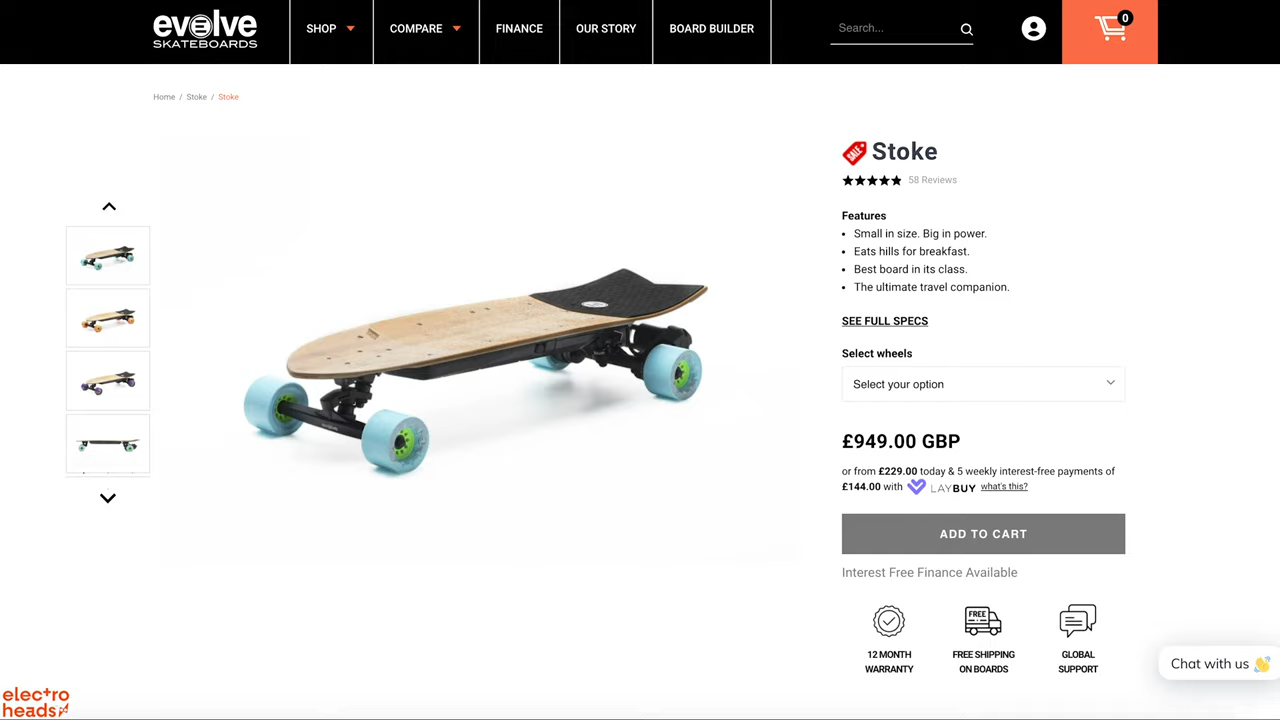 evolve
SKATEBOARDS
SHOP
COMPARE
FINANCE
OUR STORY
BOARD BUILDER
Search...
0
Home / Stoke / Stoke
SALE
Stoke
58 Reviews
Features
• Small in size. Big in power.
• Eats hills for breakfast.
• Best board in its class.
• The ultimate travel companion.
SEE FULL SPECS
Select wheels
Select your option
£949.00 GBP
or from £229.00 today & 5 weekly interest-free payments of
£144.00 with LAYBUY what's this?
ADD TO CART
Interest Free Finance Available
FREE
12 MONTH
WARRANTY
FREE SHIPPING
ON BOARDS
GLOBAL
SUPPORT
Chat with us 👋
electro
heads